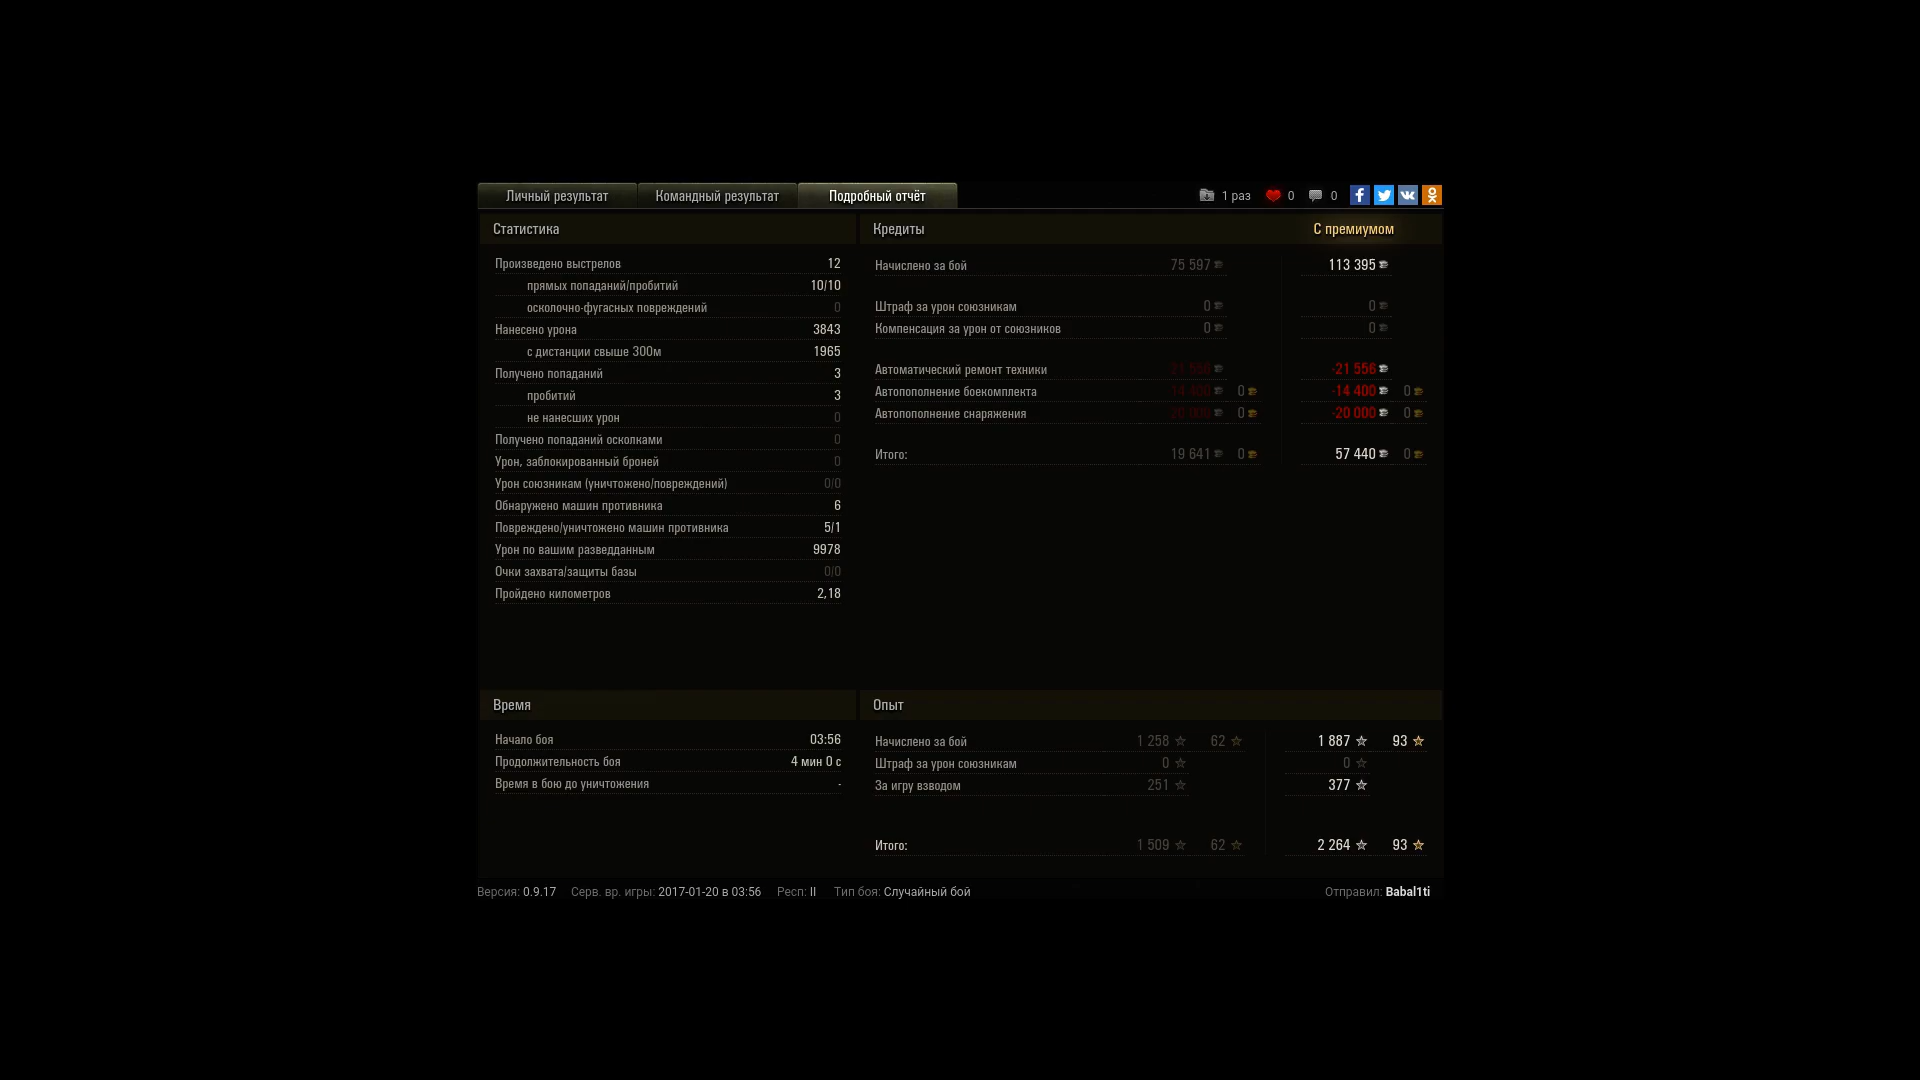 Личный результат Командный результат Подробный отчёт 1 раз 0 0
Статистика
Произведено выстрелов 12
прямых попаданий/пробитий 10/10
осколочно-фугасных повреждений 0
Нанесено урона 3843
с дистанции свыше 300м 1965
Получено попаданий 3
пробитий 3
не нанесших урон 0
Получено попаданий осколками 0
Урон, заблокированный броней 0
Урон союзникам (уничтожено/повреждений) 0/0
Обнаружено машин противника 6
Повреждено/уничтожено машин противника 5/1
Урон по вашим разведданным 9978
Очки захвата/защиты базы 0/0
Пройдено километров 2,18
Кредиты С премиумом
Начислено за бой 75 597 113 395
Штраф за урон союзникам 0 0
Компенсация за урон от союзников 0 0
Автоматический ремонт техники -21 556 -21 556
Автопополнение боекомплекта -14 400 0 -14 400 0
Автопополнение снаряжения -20 000 0 -20 000 0
Итого: 19 641 0 57 440 0
Время
Начало боя 03:56
Продолжительность боя 4 мин 0 с
Время в бою до уничтожения -
Опыт
Начислено за бой 1 258 62 1 887 93
Штраф за урон союзникам 0 0
За игру взводом 251 377
Итого: 1 509 62 2 264 93
Версия: 0.9.17 Серв. вр. игры: 2017-01-20 в 03:56 Респ: II Тип боя: Случайный бой Отправил: Babal1ti